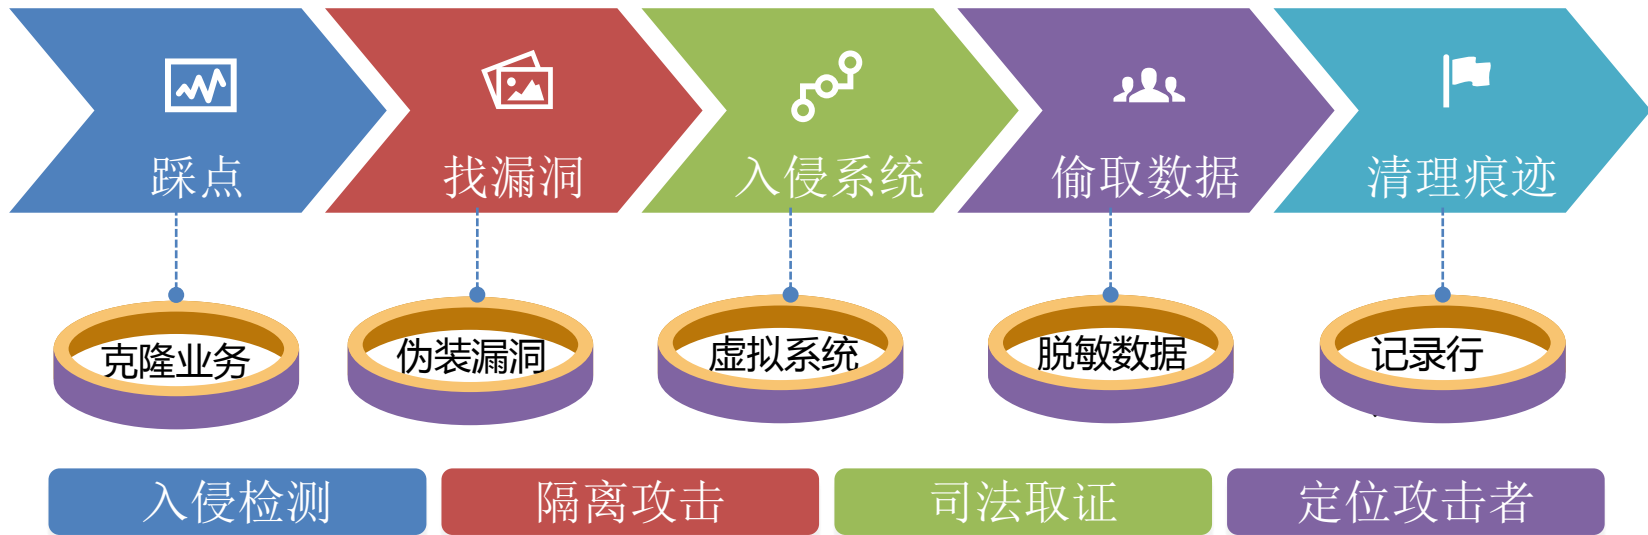 踩点
找漏洞
入侵系统
偷取数据
清理痕迹
克隆业务
伪装漏洞
虚拟系统
脱敏数据
记录行
入侵检测
隔离攻击
司法取证
定位攻击者